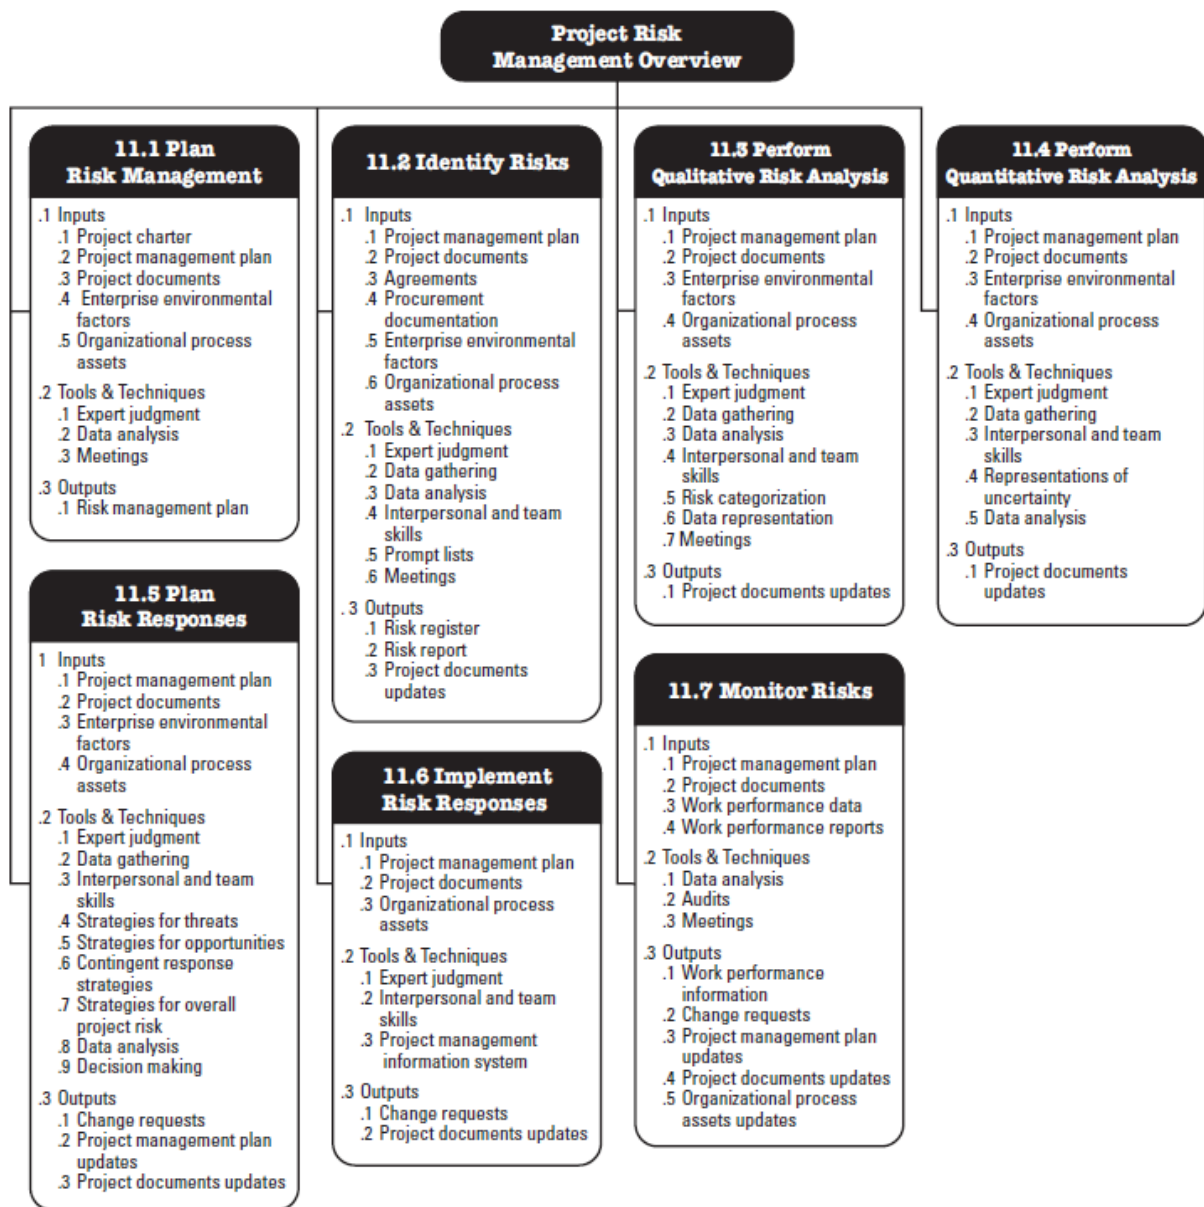 Project Risk
Management Overview
11.1 Plan
Risk Management
.1 Inputs
.1 Project charter
.2 Project management plan
.3 Project documents
.4 Enterprise environmental
factors
.5 Organizational process
assets
.2 Tools & Techniques
.1 Expert judgment
.2 Data analysis
.3 Meetings
.3 Outputs
.1 Risk management plan
11.2 Identify Risks
.1 Inputs
.1 Project management plan
.2 Project documents
.3 Agreements
.4 Procurement
documentation
.5 Enterprise environmental
factors
.6 Organizational process
assets
.2 Tools & Techniques
.1 Expert judgment
.2 Data gathering
.3 Data analysis
.4 Interpersonal and team
skills
.5 Prompt lists
.6 Meetings
.3 Outputs
.1 Risk register
.2 Risk report
.3 Project documents
updates
11.3 Perform
Qualitative Risk Analysis
.1 Inputs
.1 Project management plan
.2 Project documents
.3 Enterprise environmental
factors
.4 Organizational process
assets
.2 Tools & Techniques
.1 Expert judgment
.2 Data gathering
.3 Data analysis
.4 Interpersonal and team
skills
.5 Risk categorization
.6 Data representation
.7 Meetings
.3 Outputs
.1 Project documents updates
11.4 Perform
Quantitative Risk Analysis
.1 Inputs
.1 Project management plan
.2 Project documents
.3 Enterprise environmental
factors
.4 Organizational process
assets
.2 Tools & Techniques
.1 Expert judgment
.2 Data gathering
.3 Interpersonal and team
skills
.4 Representations of
uncertainty
.5 Data analysis
.3 Outputs
.1 Project documents
updates
11.5 Plan
Risk Responses
1 Inputs
.1 Project management plan
.2 Project documents
.3 Enterprise environmental
factors
.4 Organizational process
assets
.2 Tools & Techniques
.1 Expert judgment
.2 Data gathering
.3 Interpersonal and team
skills
.4 Strategies for threats
.5 Strategies for opportunities
.6 Contingent response
strategies
.7 Strategies for overall
project risk
.8 Data analysis
.9 Decision making
.3 Outputs
.1 Change requests
.2 Project management plan
updates
.3 Project documents updates
11.6 Implement
Risk Responses
.1 Inputs
.1 Project management plan
.2 Project documents
.3 Organizational process
assets
.2 Tools & Techniques
.1 Expert judgment
.2 Interpersonal and team
skills
.3 Project management
information system
.3 Outputs
.1 Change requests
.2 Project documents updates
11.7 Monitor Risks
.1 Inputs
.1 Project management plan
.2 Project documents
.3 Work performance data
.4 Work performance reports
.2 Tools & Techniques
.1 Data analysis
.2 Audits
.3 Meetings
.3 Outputs
.1 Work performance
information
.2 Change requests
.3 Project management plan
updates
.4 Project documents updates
.5 Organizational process
assets updates